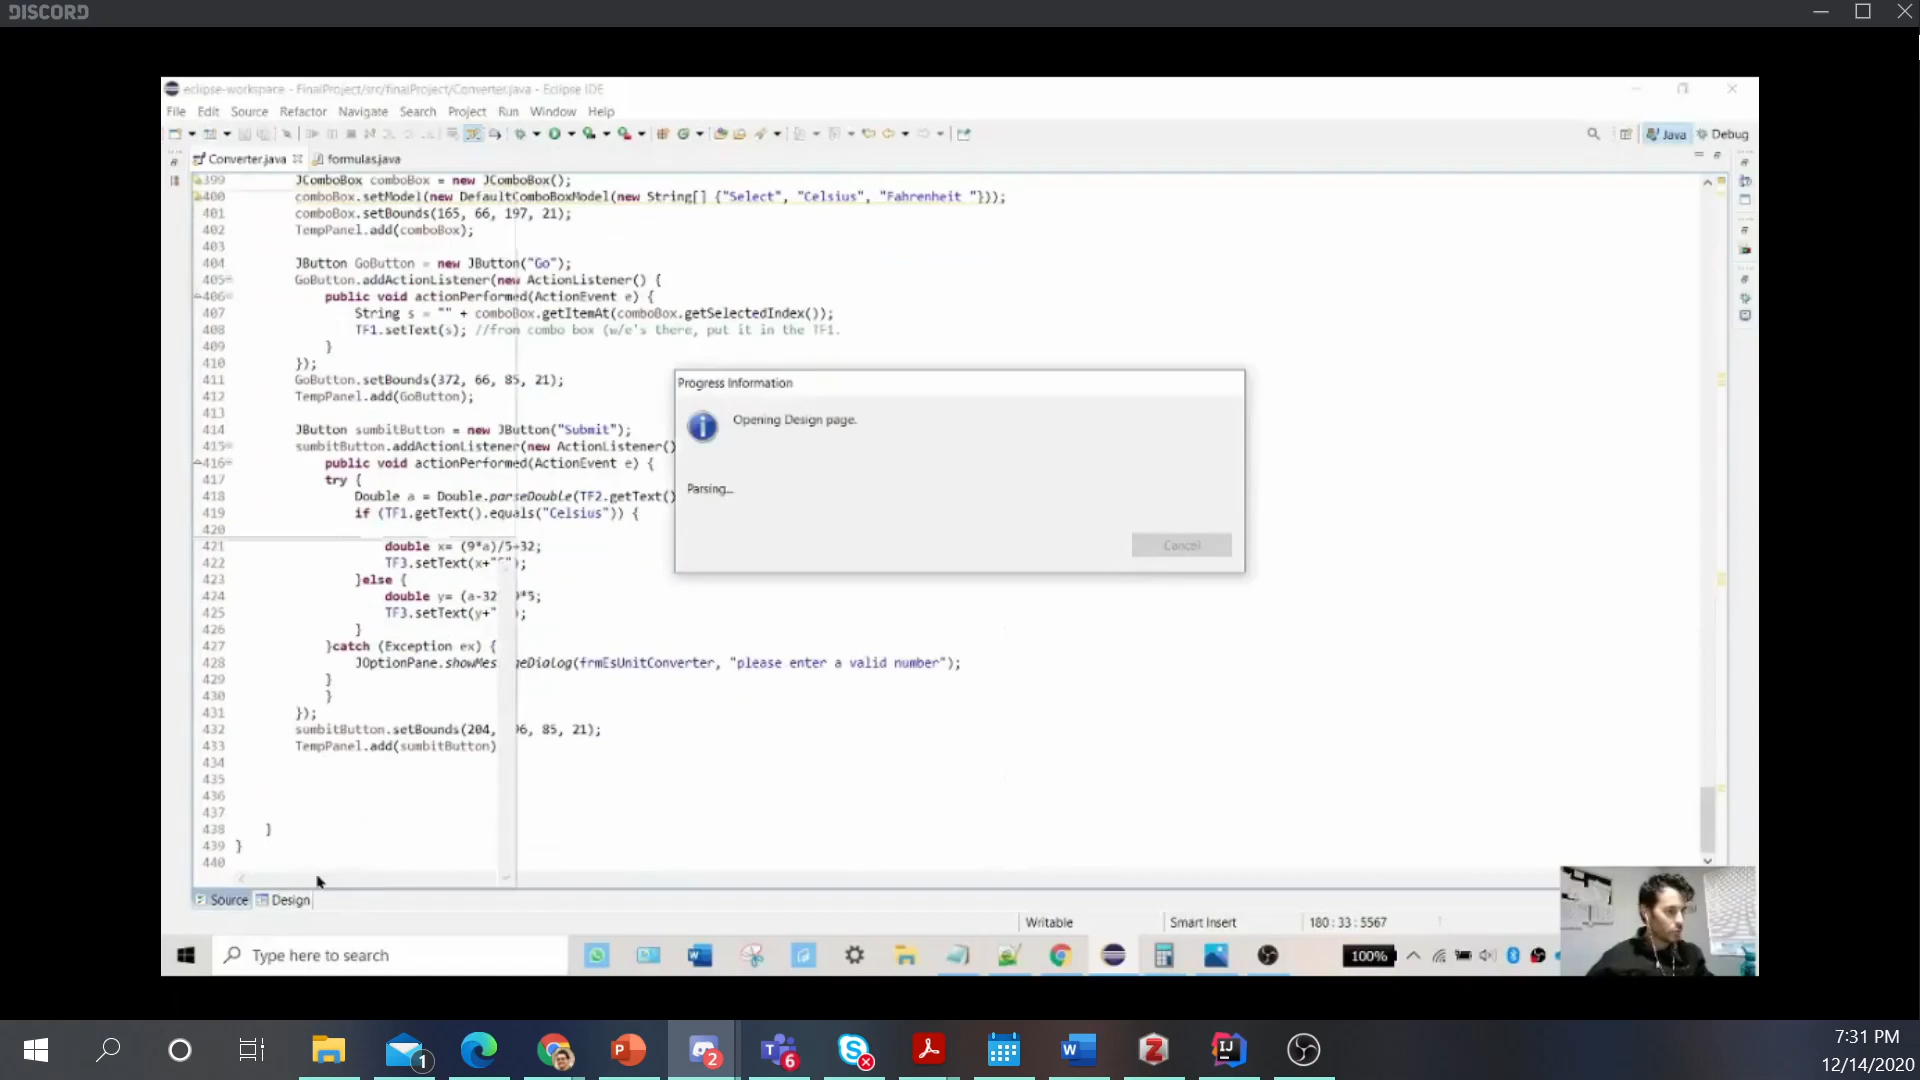 DISCORD
eclipse-workspace - FinalProject/src/finalProject/Converter.java - Eclipse IDE
File Edit Source Refactor Navigate Search Project Run Window Help
Java Debug
Converter.java formulas.java
399 JComboBox comboBox = new JComboBox();
400 comboBox.setModel(new DefaultComboBoxModel(new String[] {"Select", "Celsius", "Fahrenheit "}));
401 comboBox.setBounds(165, 66, 197, 21);
402 TempPanel.add(comboBox);
403
404 JButton GoButton = new JButton("Go");
405 GoButton.addActionListener(new ActionListener() {
406 public void actionPerformed(ActionEvent e) {
407 String s = "" + comboBox.getItemAt(comboBox.getSelectedIndex());
408 TF1.setText(s); //from combo box (w/e's there, put it in the TF1.
409 }
410 });
411 GoButton.setBounds(372, 66, 85, 21);
412 TempPanel.add(GoButton);
413
414 JButton sumbitButton = new JButton("Submit");
415 sumbitButton.addActionListener(new ActionListener()
416 public void actionPerformed(ActionEvent e) {
417 try {
418 Double a = Double.parseDouble(TF2.getText()
419 if (TF1.getText().equals("Celsius")) {
420
421 double x= (9*a)/5+32;
422 TF3.setText(x+"
423 }else {
424 double y= (a-32 *5;
425 TF3.setText(y+" );
426 }
427 }catch (Exception ex) {
428 JOptionPane.showMes geDialog(frmEsUnitConverter, "please enter a valid number");
429 }
430 }
431 });
432 sumbitButton.setBounds(204, 06, 85, 21);
433 TempPanel.add(sumbitButton)
434
435
436
437
438 }
439 }
440
Progress Information
Opening Design page.
Parsing...
Cancel
Source Design
Writable Smart Insert 180 : 33 : 5567
Type here to search
100%
1
2
6
7:31 PM
12/14/2020